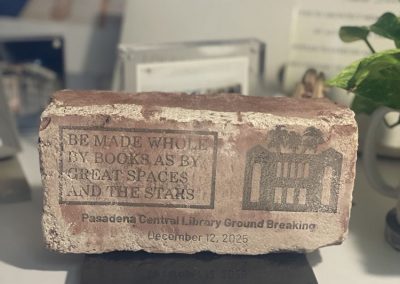 BE MADE WHOLE
BY BOOKS AS BY
GREAT SPACES
AND THE STARS
Pasadena Central Library Ground Breaking
December 12, 2025